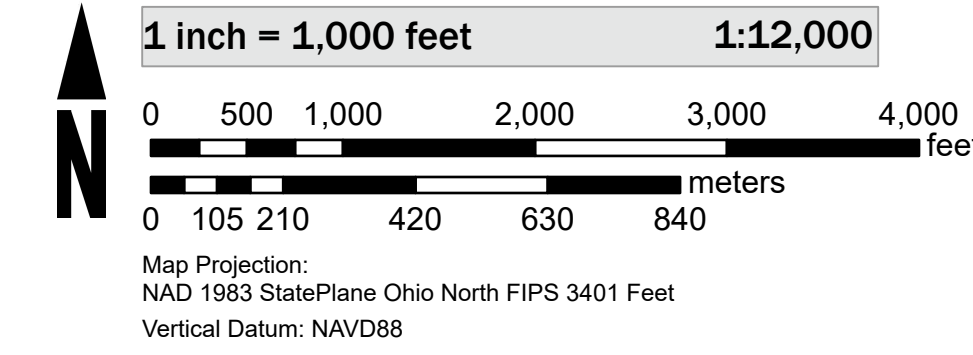 1 inch = 1,000 feet 1:12,000
0 500 1,000 2,000 3,000 4,000
feet
meters
0 105 210 420 630 840
N
Map Projection:
NAD 1983 StatePlane Ohio North FIPS 3401 Feet
Vertical Datum: NAVD88